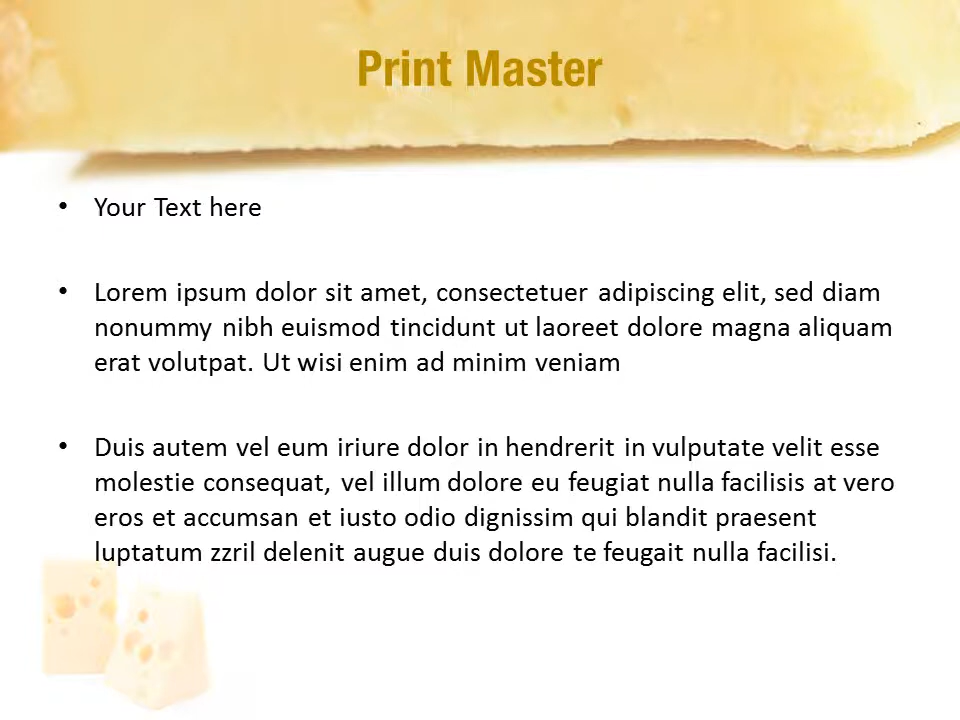 Print Master
• Your Text here
• Lorem ipsum dolor sit amet, consectetuer adipiscing elit, sed diam
nonummy nibh euismod tincidunt ut laoreet dolore magna aliquam
erat volutpat. Ut wisi enim ad minim veniam
• Duis autem vel eum iriure dolor in hendrerit in vulputate velit esse
molestie consequat, vel illum dolore eu feugiat nulla facilisis at vero
eros et accumsan et iusto odio dignissim qui blandit praesent
luptatum zzril delenit augue duis dolore te feugait nulla facilisi.